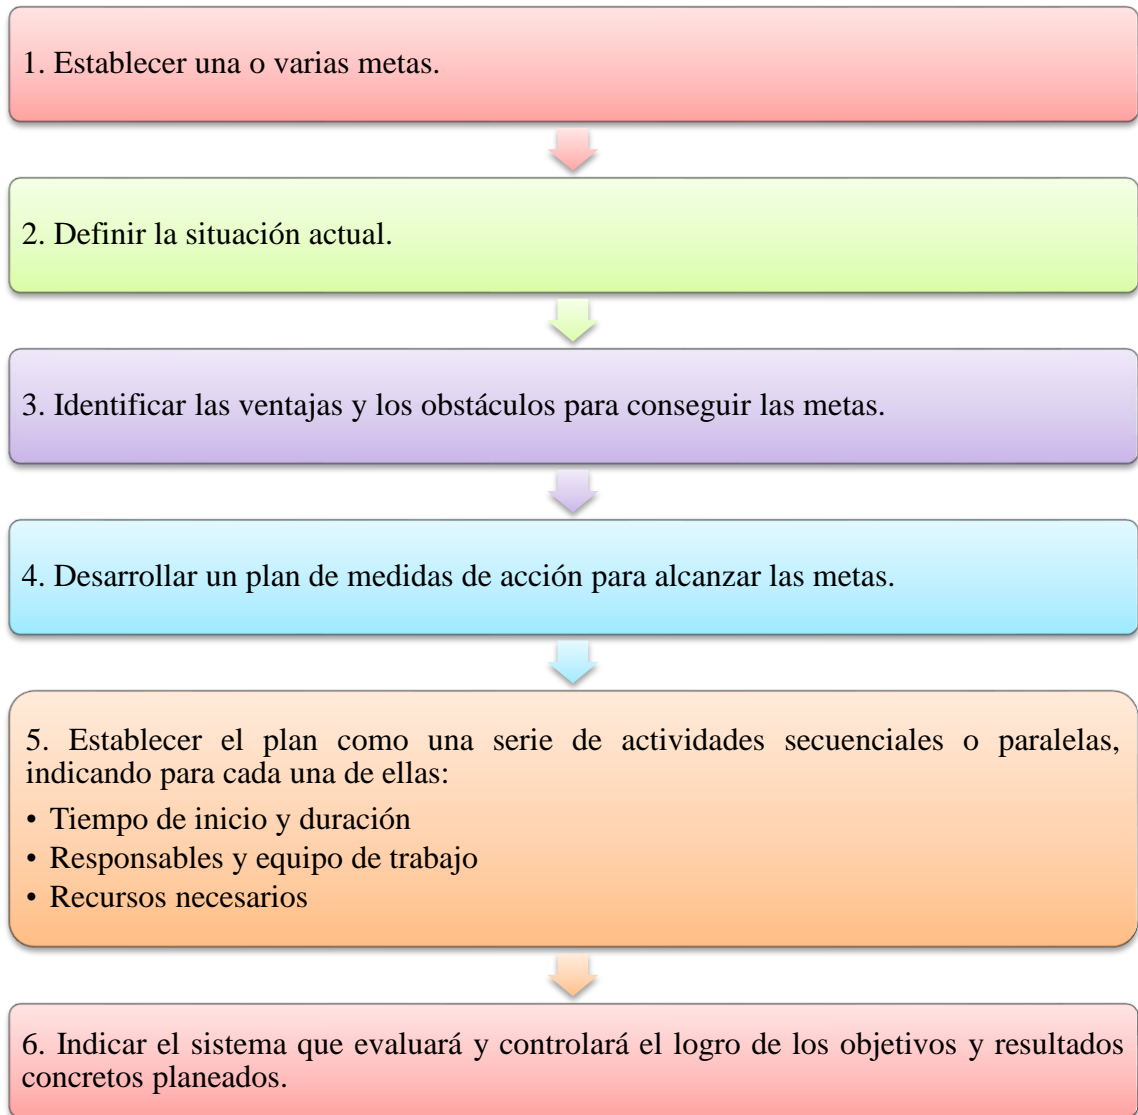 1. Establecer una o varias metas.
2. Definir la situación actual.
3. Identificar las ventajas y los obstáculos para conseguir las metas.
4. Desarrollar un plan de medidas de acción para alcanzar las metas.
5. Establecer el plan como una serie de actividades secuenciales o paralelas,
indicando para cada una de ellas:
• Tiempo de inicio y duración
• Responsables y equipo de trabajo
• Recursos necesarios
6. Indicar el sistema que evaluará y controlará el logro de los objetivos y resultados
concretos planeados.